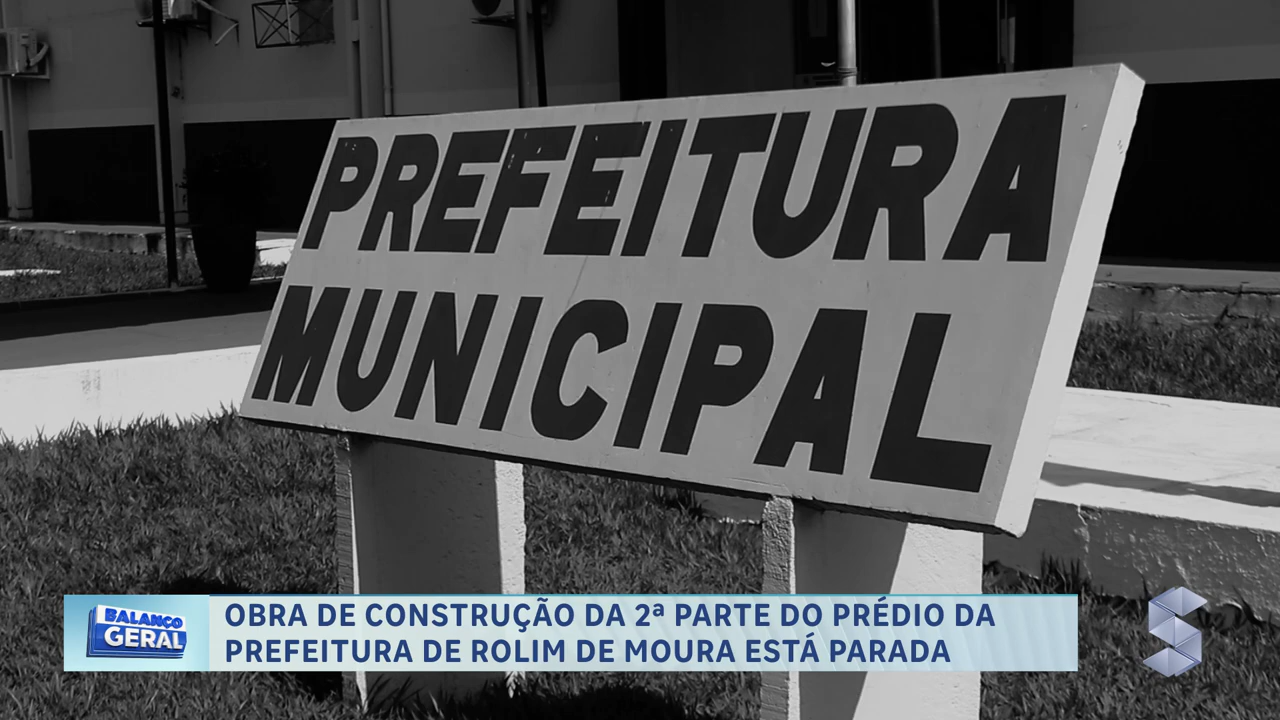 PREFEITURA
MUNICIPAL
BALANÇO
GERAL
OBRA DE CONSTRUÇÃO DA 2ª PARTE DO PRÉDIO DA
PREFEITURA DE ROLIM DE MOURA ESTÁ PARADA